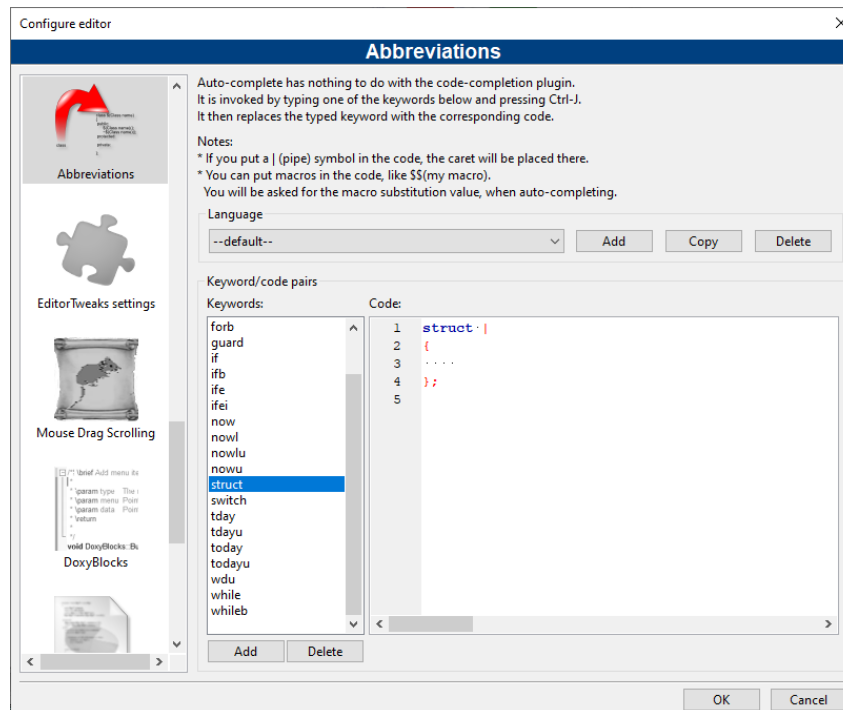 Configure editor
Abbreviations
Abbreviations
EditorTweaks settings
Mouse Drag Scrolling
DoxyBlocks
Auto-complete has nothing to do with the code-completion plugin.
It is invoked by typing one of the keywords below and pressing Ctrl-J.
It then replaces the typed keyword with the corresponding code.
Notes:
* If you put a | (pipe) symbol in the code, the caret will be placed there.
* You can put macros in the code, like $$(my macro).
You will be asked for the macro substitution value, when auto-completing.
Language
--default--
Add
Copy
Delete
Keyword/code pairs
Keywords:
forb
guard
if
ifb
ife
ifei
now
nowl
nowlu
nowu
struct
switch
tday
tdayu
today
todayu
wdu
while
whileb
Add
Delete
Code:
1 struct |
2 {
3 ····
4 };
5
OK
Cancel